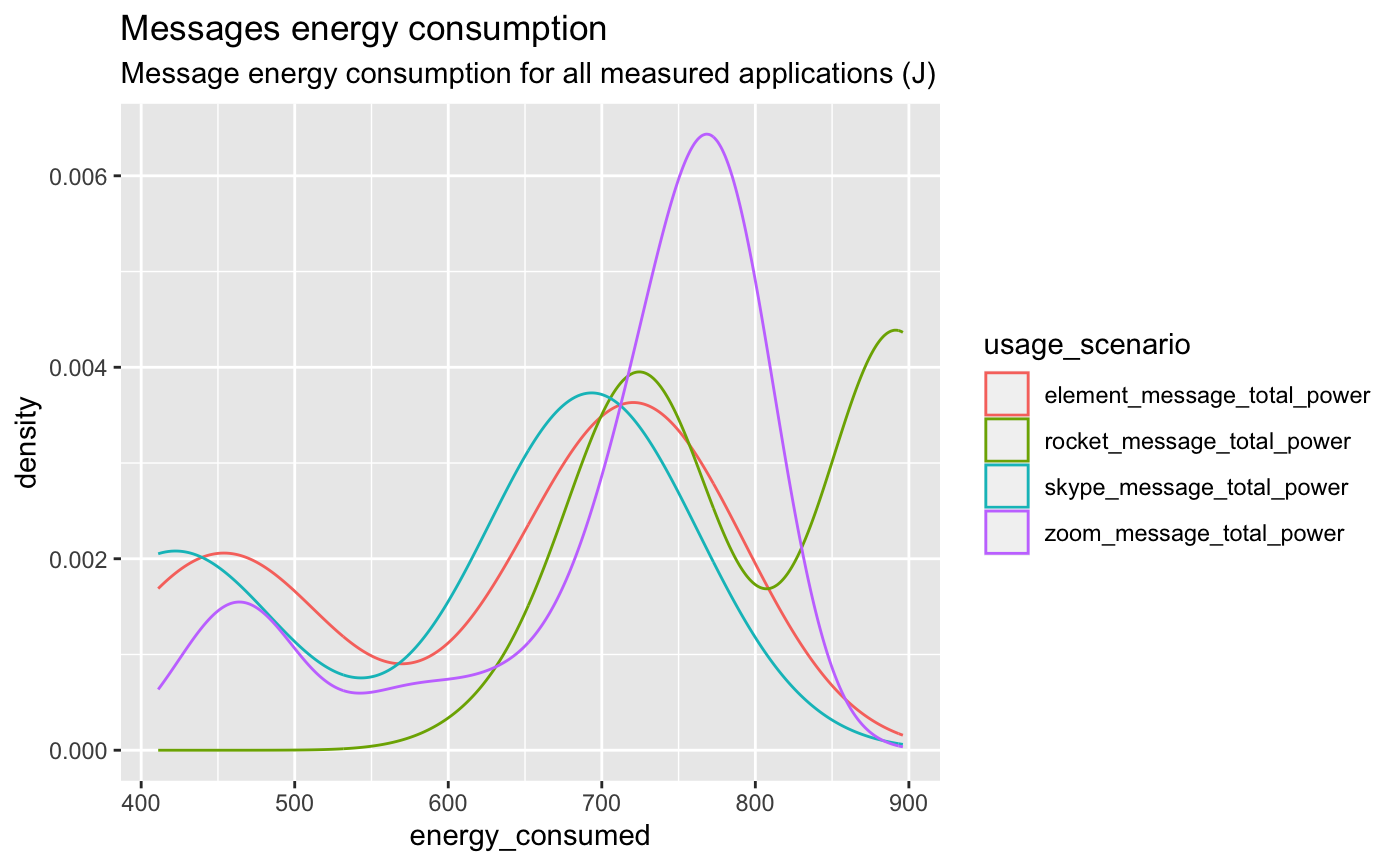 Messages energy consumption
Message energy consumption for all measured applications (J)
0.006
0.004
0.002
0.000
density
400 500 600 700 800 900
energy_consumed
usage_scenario
element_message_total_power
rocket_message_total_power
skype_message_total_power
zoom_message_total_power